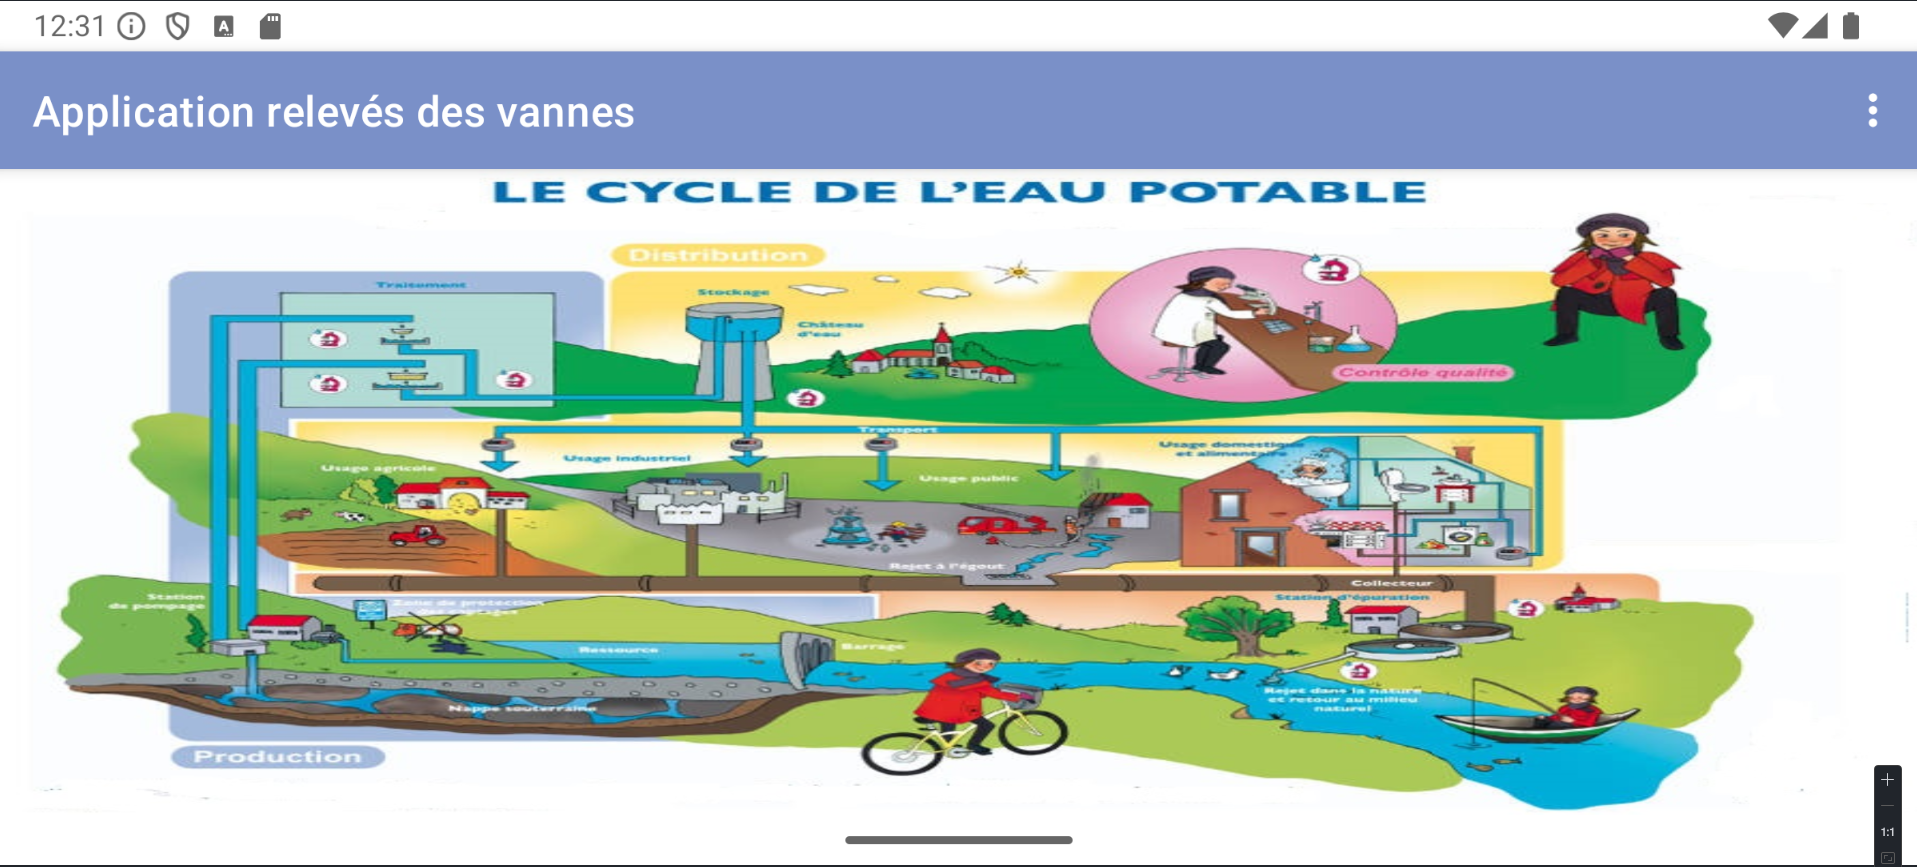 12:31
Application relevés des vannes
LE CYCLE DE L'EAU POTABLE
Distribution
Traitement
Stockage
Château
d'eau
Contrôle qualité
Transport
Usage agricole
Usage industriel
Usage public
Usage domestique
et alimentaire
Rejet à l'égout
Collecteur
Station
de pompage
Zone de protection
Station d'épuration
Ressource
Barrage
Nappe souterraine
Rejet dans la nature
et retour au milieu
naturel
Production
1:1